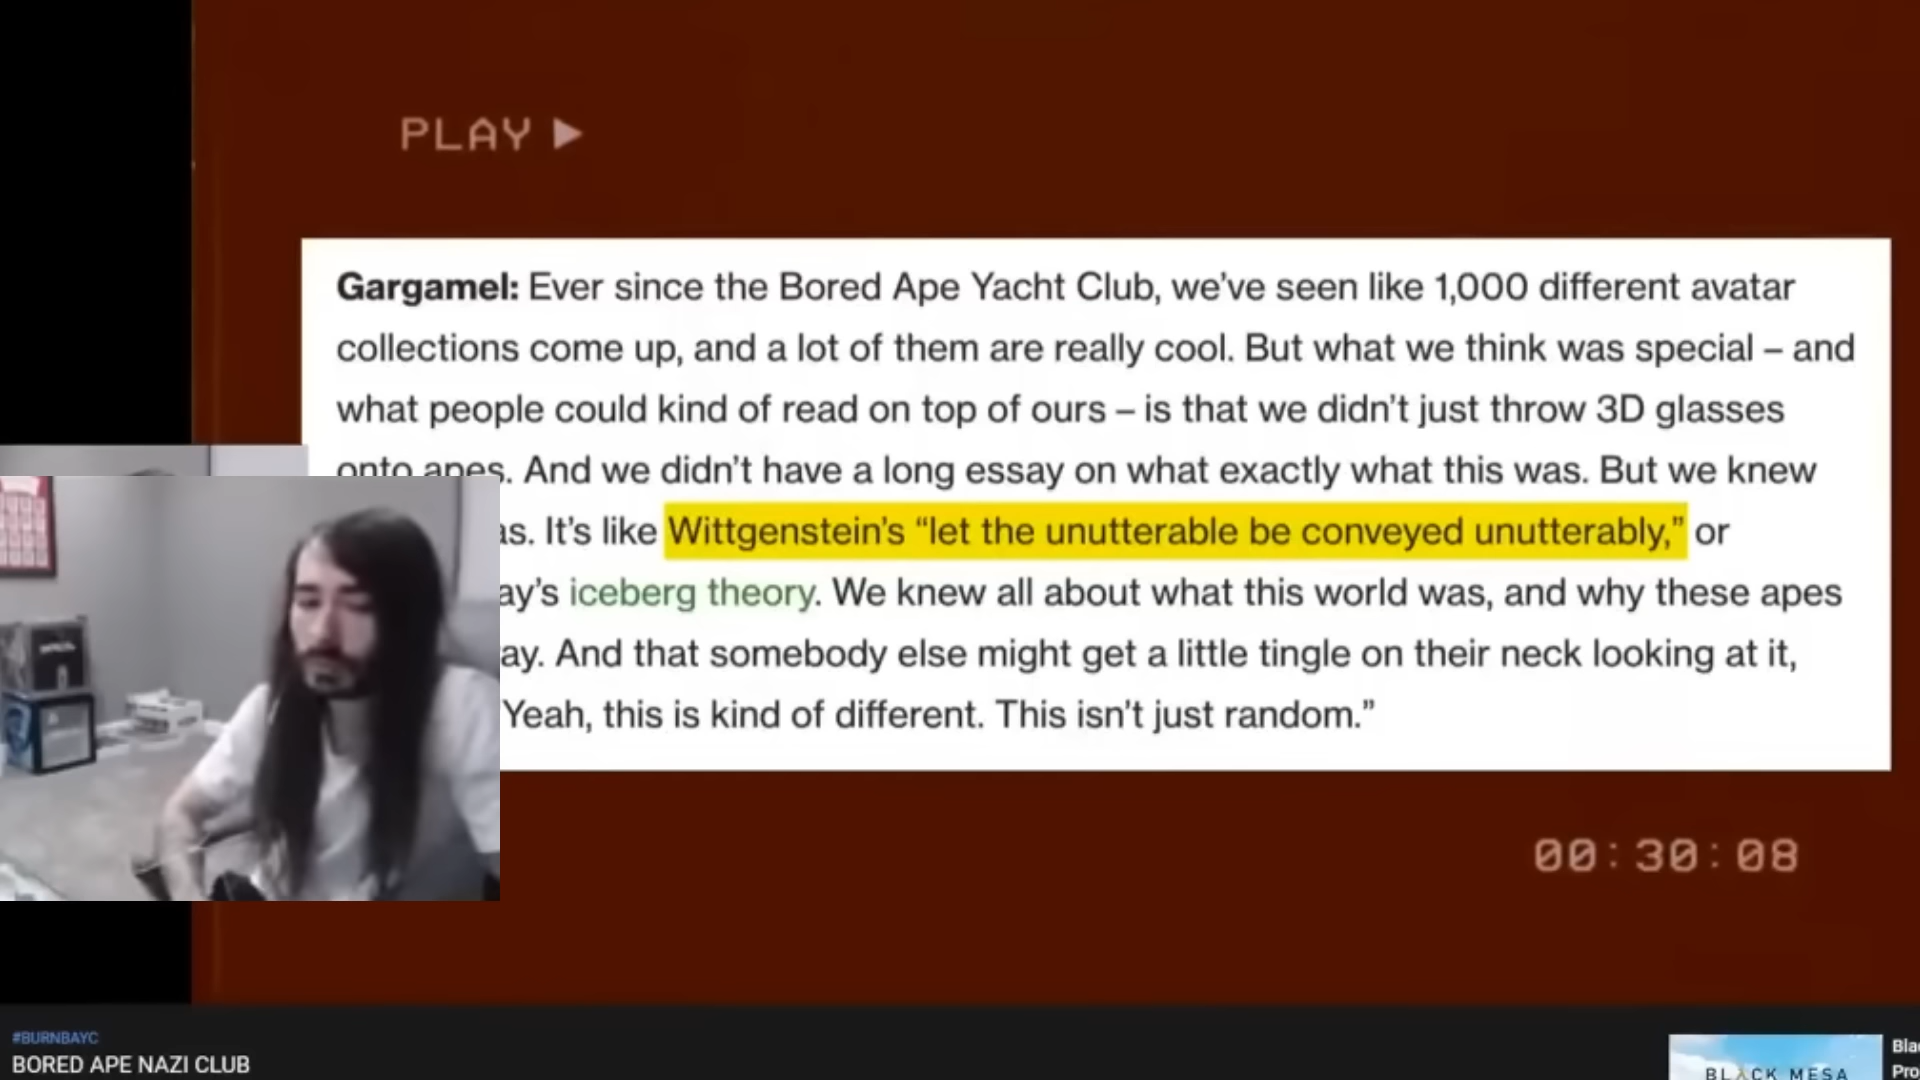 PLAY
Gargamel: Ever since the Bored Ape Yacht Club, we've seen like 1,000 different avatar
collections come up, and a lot of them are really cool. But what we think was special – and
what people could kind of read on top of ours – is that we didn't just throw 3D glasses
onto apes. And we didn't have a long essay on what exactly what this was. But we knew
as. It's like Wittgenstein's “let the unutterable be conveyed unutterably,” or
ay's iceberg theory. We knew all about what this world was, and why these apes
ay. And that somebody else might get a little tingle on their neck looking at it,
Yeah, this is kind of different. This isn't just random.”
00:30:08
#BURNBAYC
BORED APE NAZI CLUB
BLACK MESA
Bla
Pro